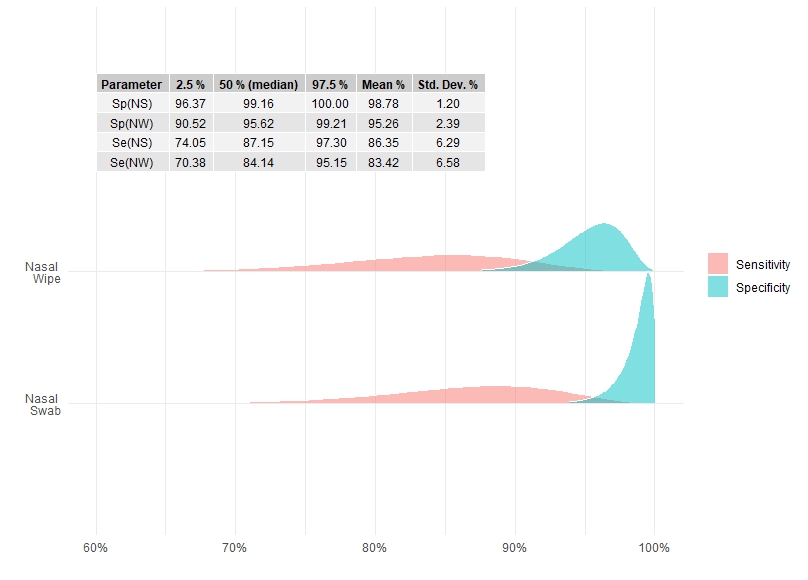 Parameter 2.5 % 50 % (median) 97.5 % Mean % Std. Dev. %
Sp(NS) 96.37 99.16 100.00 98.78 1.20
Sp(NW) 90.52 95.62 99.21 95.26 2.39
Se(NS) 74.05 87.15 97.30 86.35 6.29
Se(NW) 70.38 84.14 95.15 83.42 6.58
Nasal
Wipe
Sensitivity
Specificity
Nasal
Swab
60% 70% 80% 90% 100%